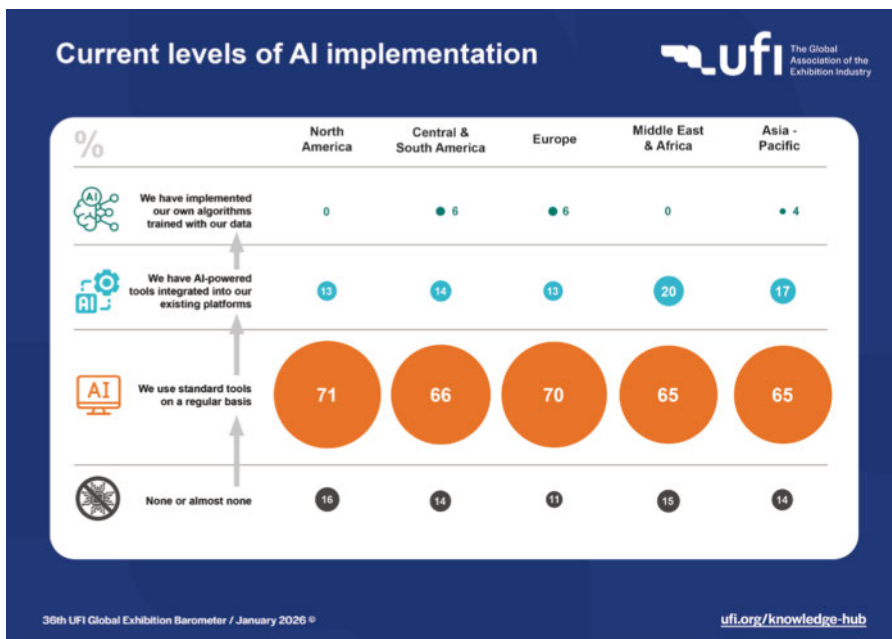 Current levels of AI implementation
ufi
The Global
Association of the
Exhibition Industry
%
North
America
Central &
South America
Europe
Middle East
& Africa
Asia -
Pacific
AI
We have implemented
our own algorithms
trained with our data
0
6
6
0
4
AI
We have AI-powered
tools integrated into our
existing platforms
13
14
13
20
17
AI
We use standard tools
on a regular basis
71
66
70
65
65
None or almost none
16
14
11
15
14
36th UFI Global Exhibition Barometer / January 2026 ©
ufi.org/knowledge-hub